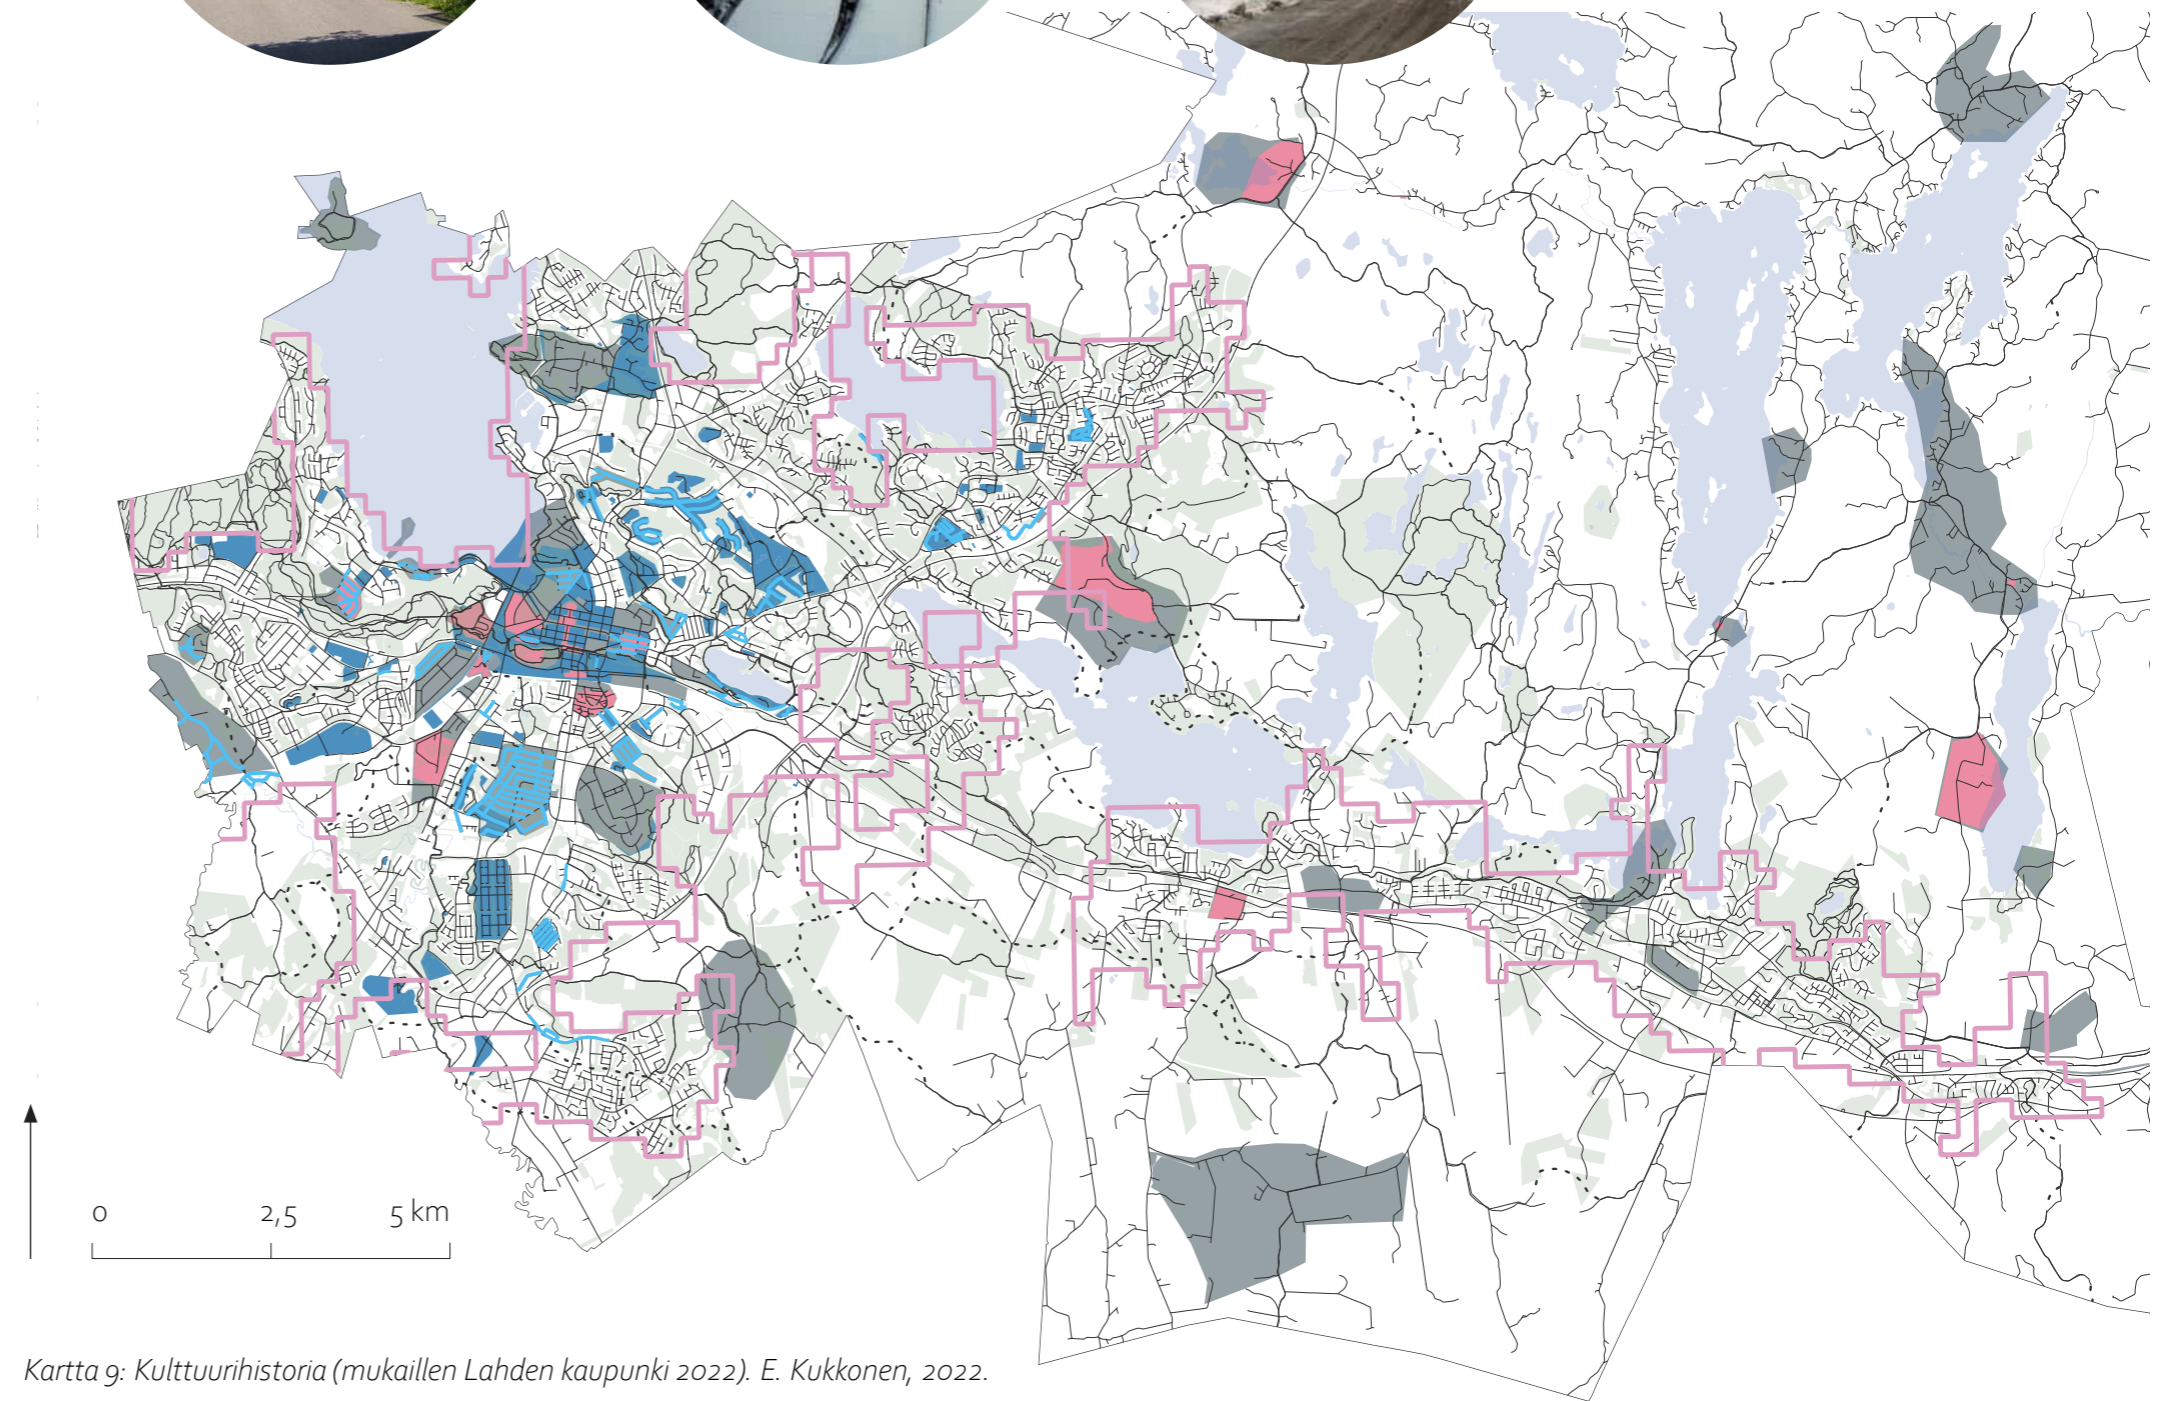 0 2,5 5 km
Kartta 9: Kulttuurihistoria (mukaillen Lahden kaupunki 2022). E. Kukkonen, 2022.